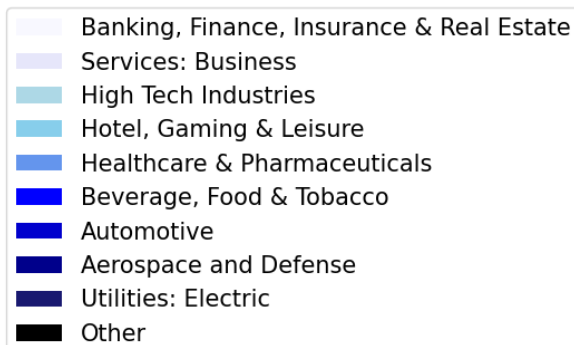 Banking, Finance, Insurance & Real Estate
Services: Business
High Tech Industries
Hotel, Gaming & Leisure
Healthcare & Pharmaceuticals
Beverage, Food & Tobacco
Automotive
Aerospace and Defense
Utilities: Electric
Other